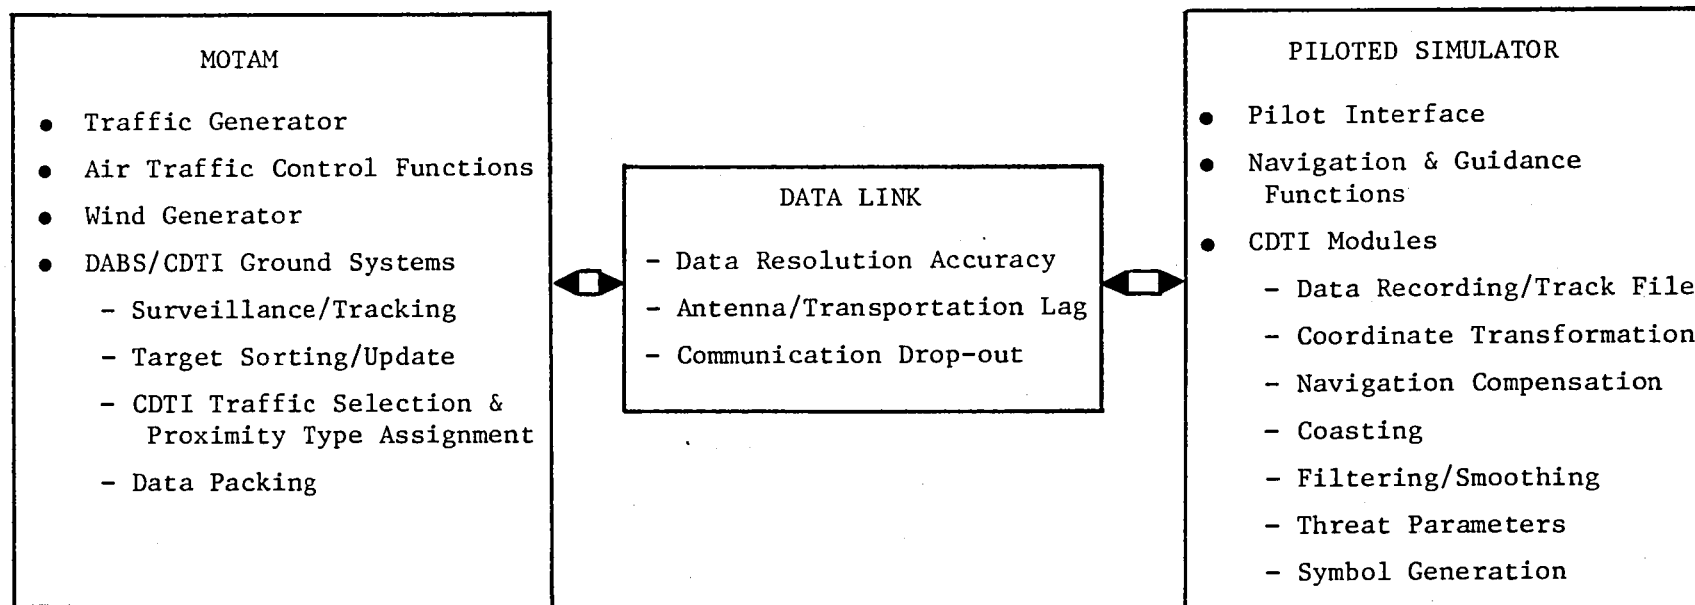 MOTAM
● Traffic Generator
● Air Traffic Control Functions
● Wind Generator
● DABS/CDTI Ground Systems
– Surveillance/Tracking
– Target Sorting/Update
– CDTI Traffic Selection &
Proximity Type Assignment
– Data Packing
DATA LINK
– Data Resolution Accuracy
– Antenna/Transportation Lag
– Communication Drop-out
PILOTED SIMULATOR
● Pilot Interface
● Navigation & Guidance
Functions
● CDTI Modules
– Data Recording/Track File
– Coordinate Transformation
– Navigation Compensation
– Coasting
– Filtering/Smoothing
– Threat Parameters
– Symbol Generation